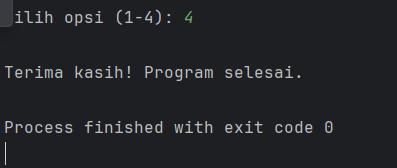 ilih opsi (1-4): 4
Terima kasih! Program selesai.
Process finished with exit code 0